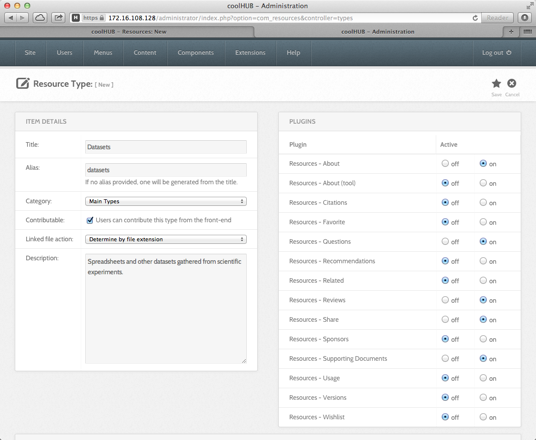 coolHUB – Administration
https 172.16.108.128/administrator/index.php?option=com_resources&controller=types
Reader
coolHUB – Resources: New
coolHUB – Administration
Site
Users
Menus
Content
Components
Extensions
Help
Log out
Resource Type: [ New ]
Save
Cancel
ITEM DETAILS
Title:
Datasets
Alias:
datasets
If no alias provided, one will be generated from the title.
Category:
Main Types
Contributable:
Users can contribute this type from the front-end
Linked file action:
Determine by file extension
Description:
Spreadsheets and other datasets gathered from scientific
experiments.
PLUGINS
Plugin
Active
Resources – About
off
on
Resources – About (tool)
off
on
Resources – Citations
off
on
Resources – Favorite
off
on
Resources – Questions
off
on
Resources – Recommendations
off
on
Resources – Related
off
on
Resources – Reviews
off
on
Resources – Share
off
on
Resources – Sponsors
off
on
Resources – Supporting Documents
off
on
Resources – Usage
off
on
Resources – Versions
off
on
Resources – Wishlist
off
on